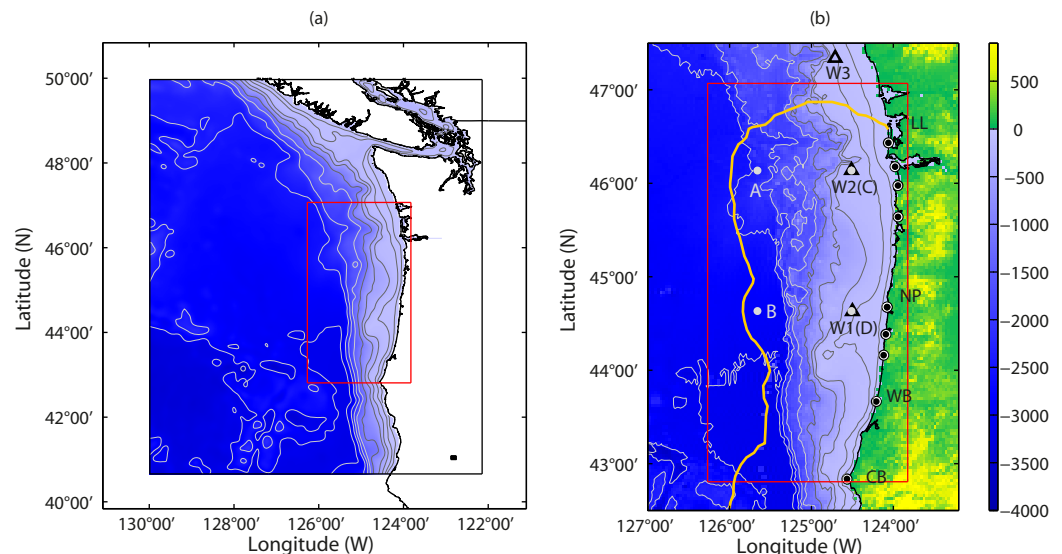 (a)
50°00′
48°00′
46°00′
44°00′
42°00′
40°00′
Latitude (N)
130°00′ 128°00′ 126°00′ 124°00′ 122°00′
Longitude (W)
(b)
47°00′
46°00′
45°00′
44°00′
43°00′
Latitude (N)
W3
LL
A
W2(C)
B
NP
W1(D)
WB
CB
127°00′ 126°00′ 125°00′ 124°00′
Longitude (W)
500
0
−500
−1000
−1500
−2000
−2500
−3000
−3500
−4000